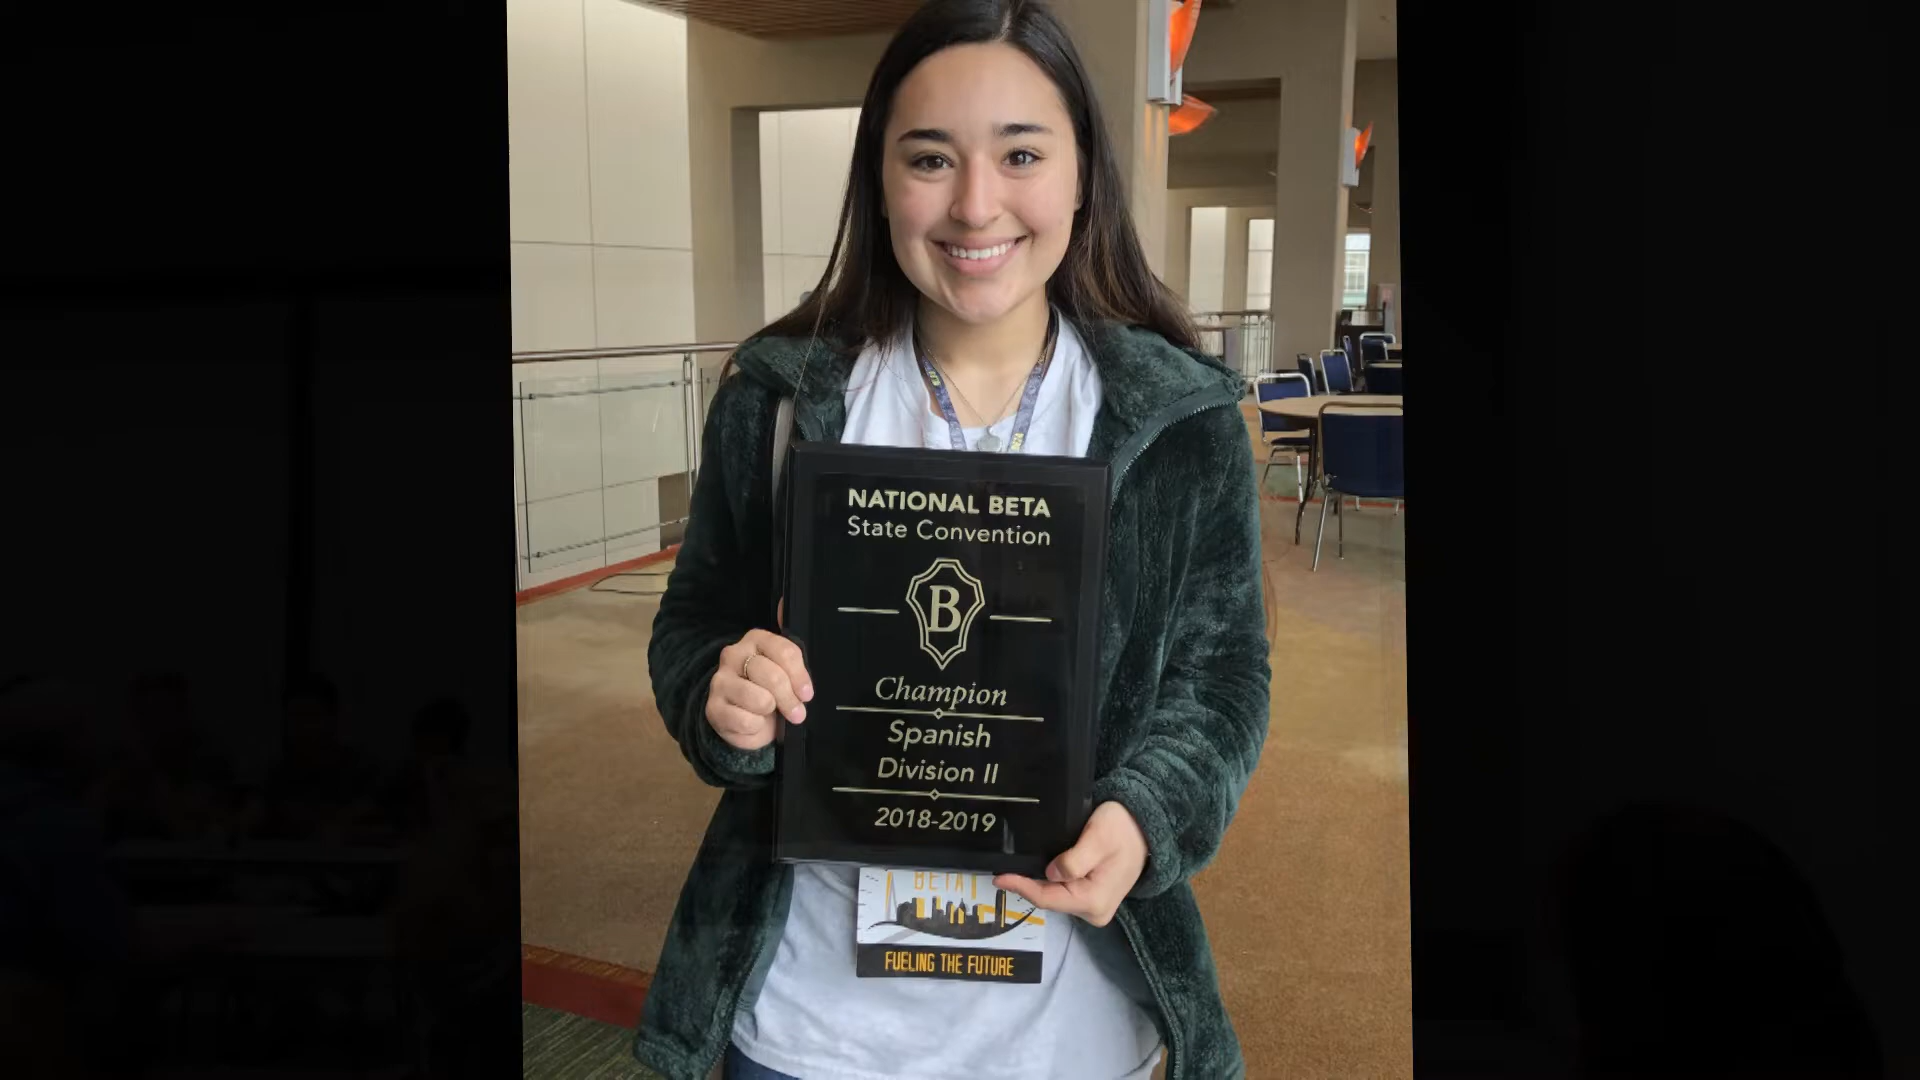 NATIONAL BETA
State Convention
B
Champion
Spanish
Division II
2018-2019
BETA
FUELING THE FUTURE